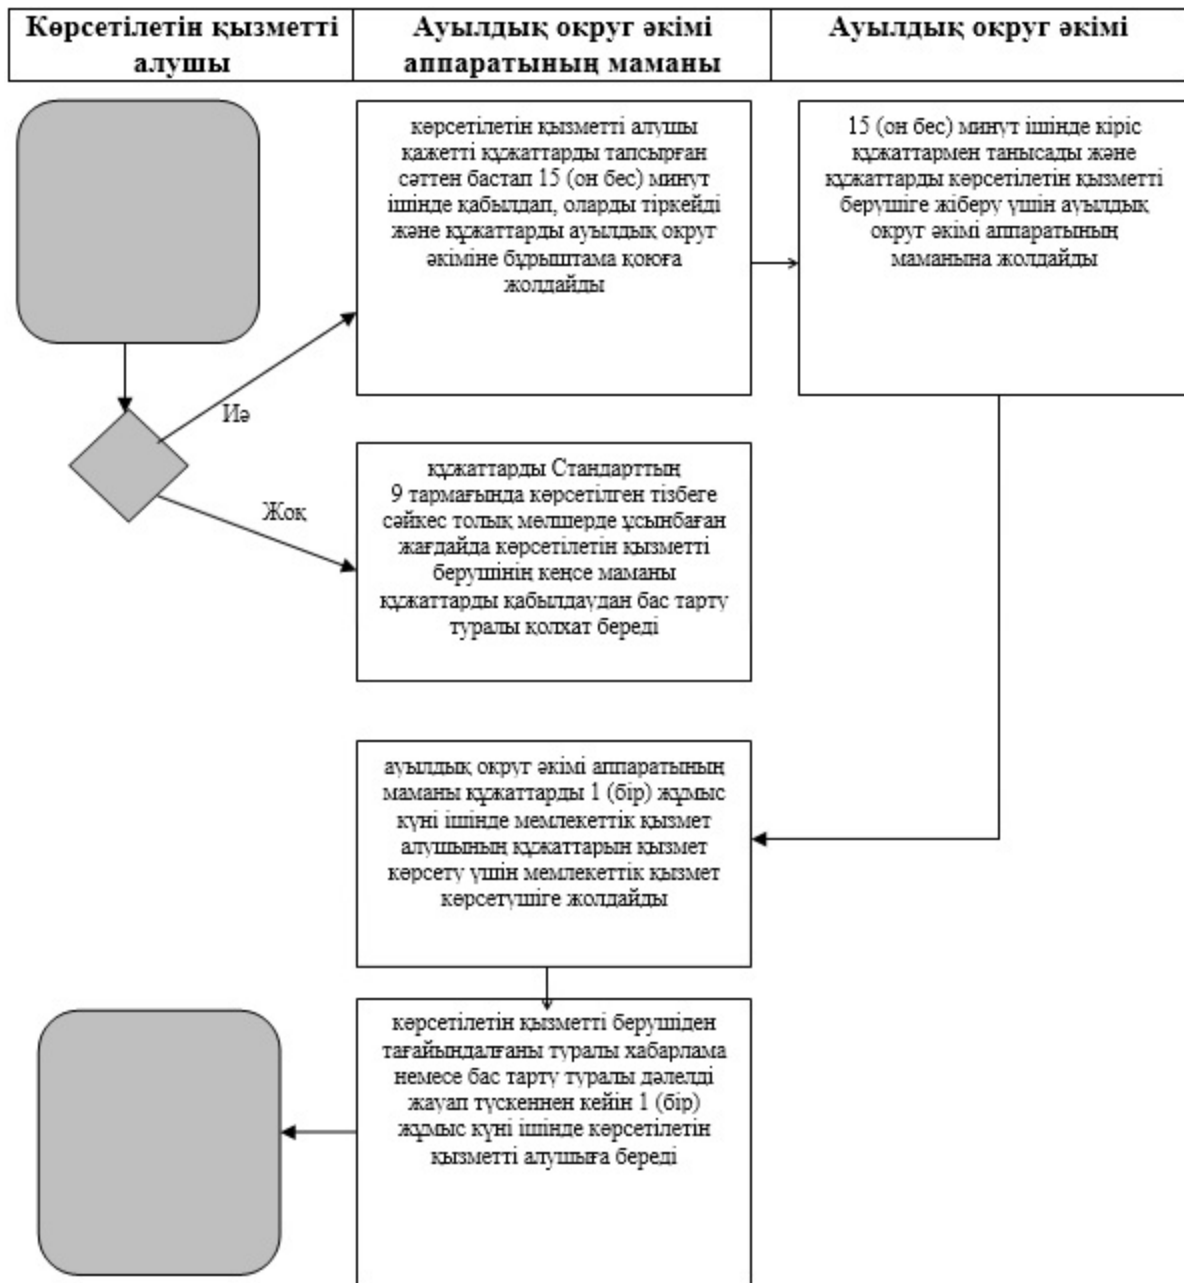 Көрсетілетін қызметті
алушы
Ауылдық округ әкімі
аппаратының маманы
Ауылдық округ әкімі
көрсетілетін қызметті алушы
қажетті құжаттарды тапсырған
сәттен бастап 15 (он бес) минут
ішінде қабылдап, оларды тіркейді
және құжаттарды ауылдық округ
әкіміне бұрыштама қоюға
жолдайды
15 (он бес) минут ішінде кіріс
құжаттармен танысады және
құжаттарды көрсетілетін қызметті
берушіге жіберу үшін ауылдық
округ әкімі аппаратының
маманына жолдайды
Иә
Жоқ
құжаттарды Стандарттың
9 тармағында көрсетілген тізбеге
сәйкес толық мөлшерде ұсынбаған
жағдайда көрсетілетін қызметті
берушінің кеңсе маманы
құжаттарды қабылдаудан бас тарту
туралы қолхат береді
ауылдық округ әкімі аппаратының
маманы құжаттарды 1 (бір) жұмыс
күні ішінде мемлекеттік қызмет
алушының құжаттарын қызмет
көрсету үшін мемлекеттік қызмет
көрсетушіге жолдайды
көрсетілетін қызметті берушіден
тағайындалғаны туралы хабарлама
немесе бас тарту туралы дәлелді
жауап түскеннен кейін 1 (бір)
жұмыс күні ішінде көрсетілетін
қызметті алушыға береді